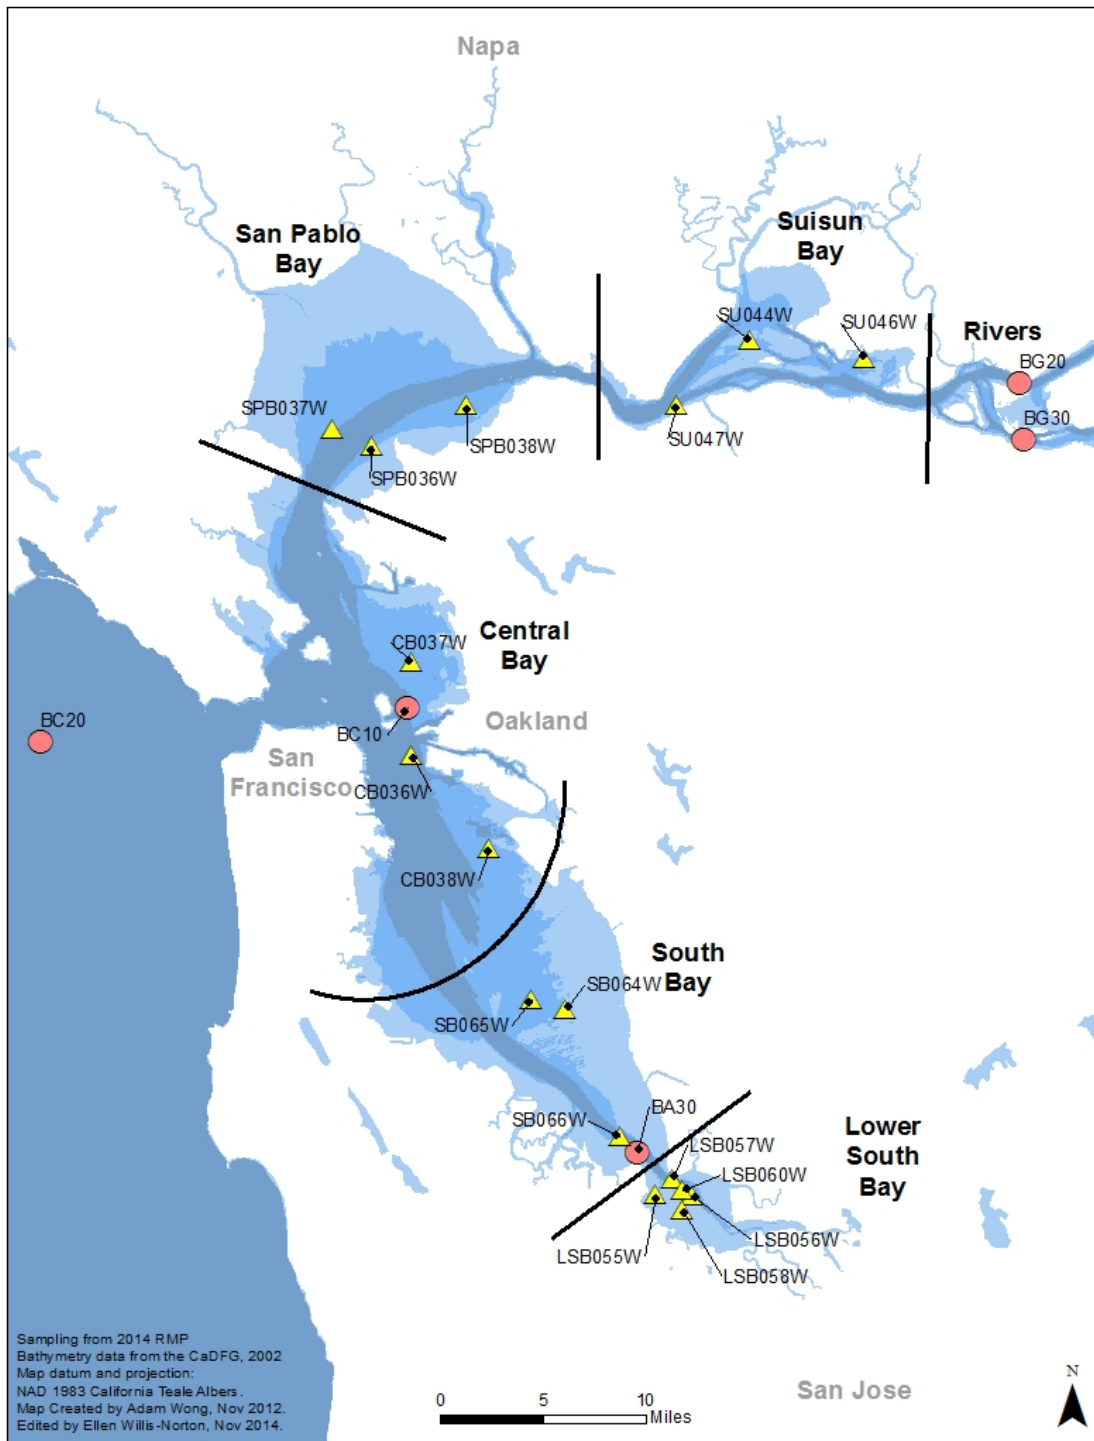 Napa
San Pablo
Bay
Suisun
Bay
SU044W
SU046W
Rivers
BG20
BG30
SPB037W
SPB038W
SPB036W
SU047W
CB037W
Central
Bay
BC20
BC10
Oakland
San
Francisco
CB036W
CB038W
South
Bay
SB064W
SB065W
BA30
SB066W
LSB057W
Lower
South
Bay
LSB060W
LSB056W
LSB055W
LSB058W
Sampling from 2014 RMP
Bathymetry data from the CaDFG, 2002
Map datum and projection:
NAD 1983 California Teale Albers.
Map Created by Adam Wong, Nov 2012.
Edited by Ellen Willis-Norton, Nov 2014.
0 5 10
Miles
San Jose
N